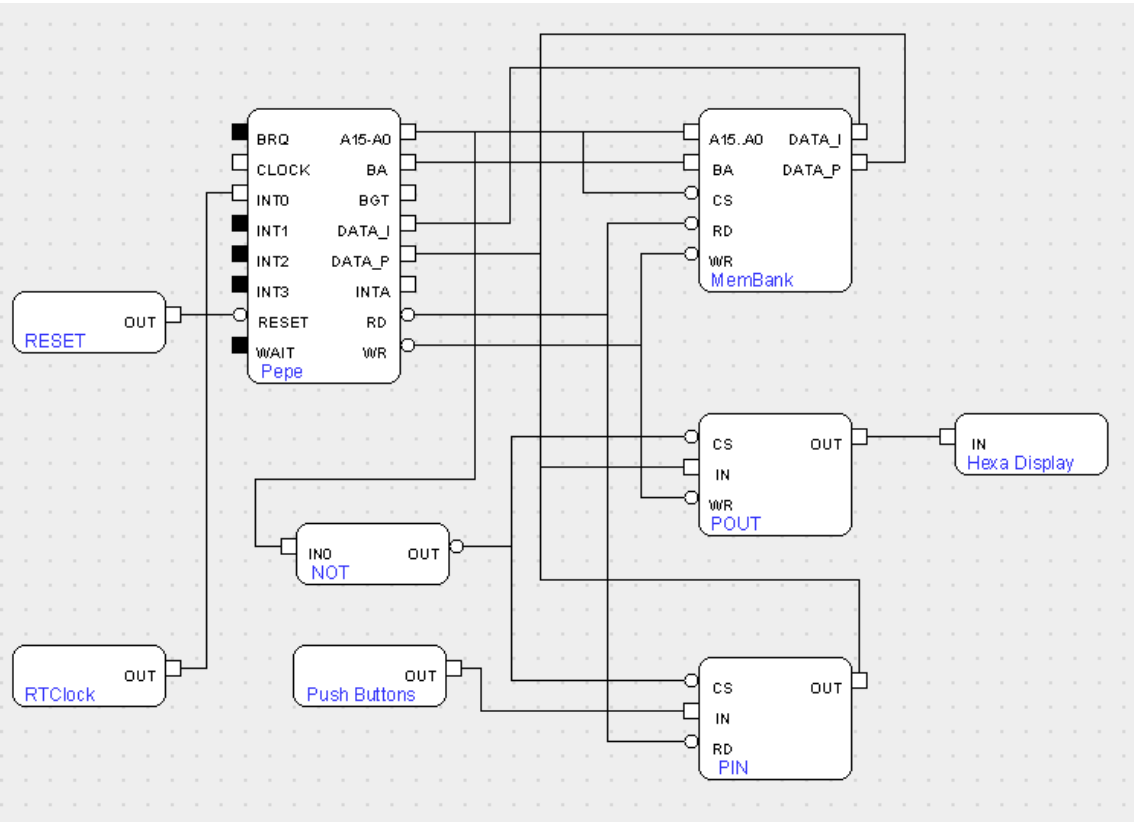 BRQ A15-A0
CLOCK BA
INT0 BGT
INT1 DATA_I
INT2 DATA_P
INT3 INTA
RESET RD
WAIT WR
Pepe
A15..A0 DATA_I
BA DATA_P
CS
RD
WR
MemBank
OUT
RESET
CS OUT
IN
WR
POUT
IN
Hexa Display
IN0 OUT
NOT
OUT
RTClock
OUT
Push Buttons
CS OUT
IN
RD
PIN